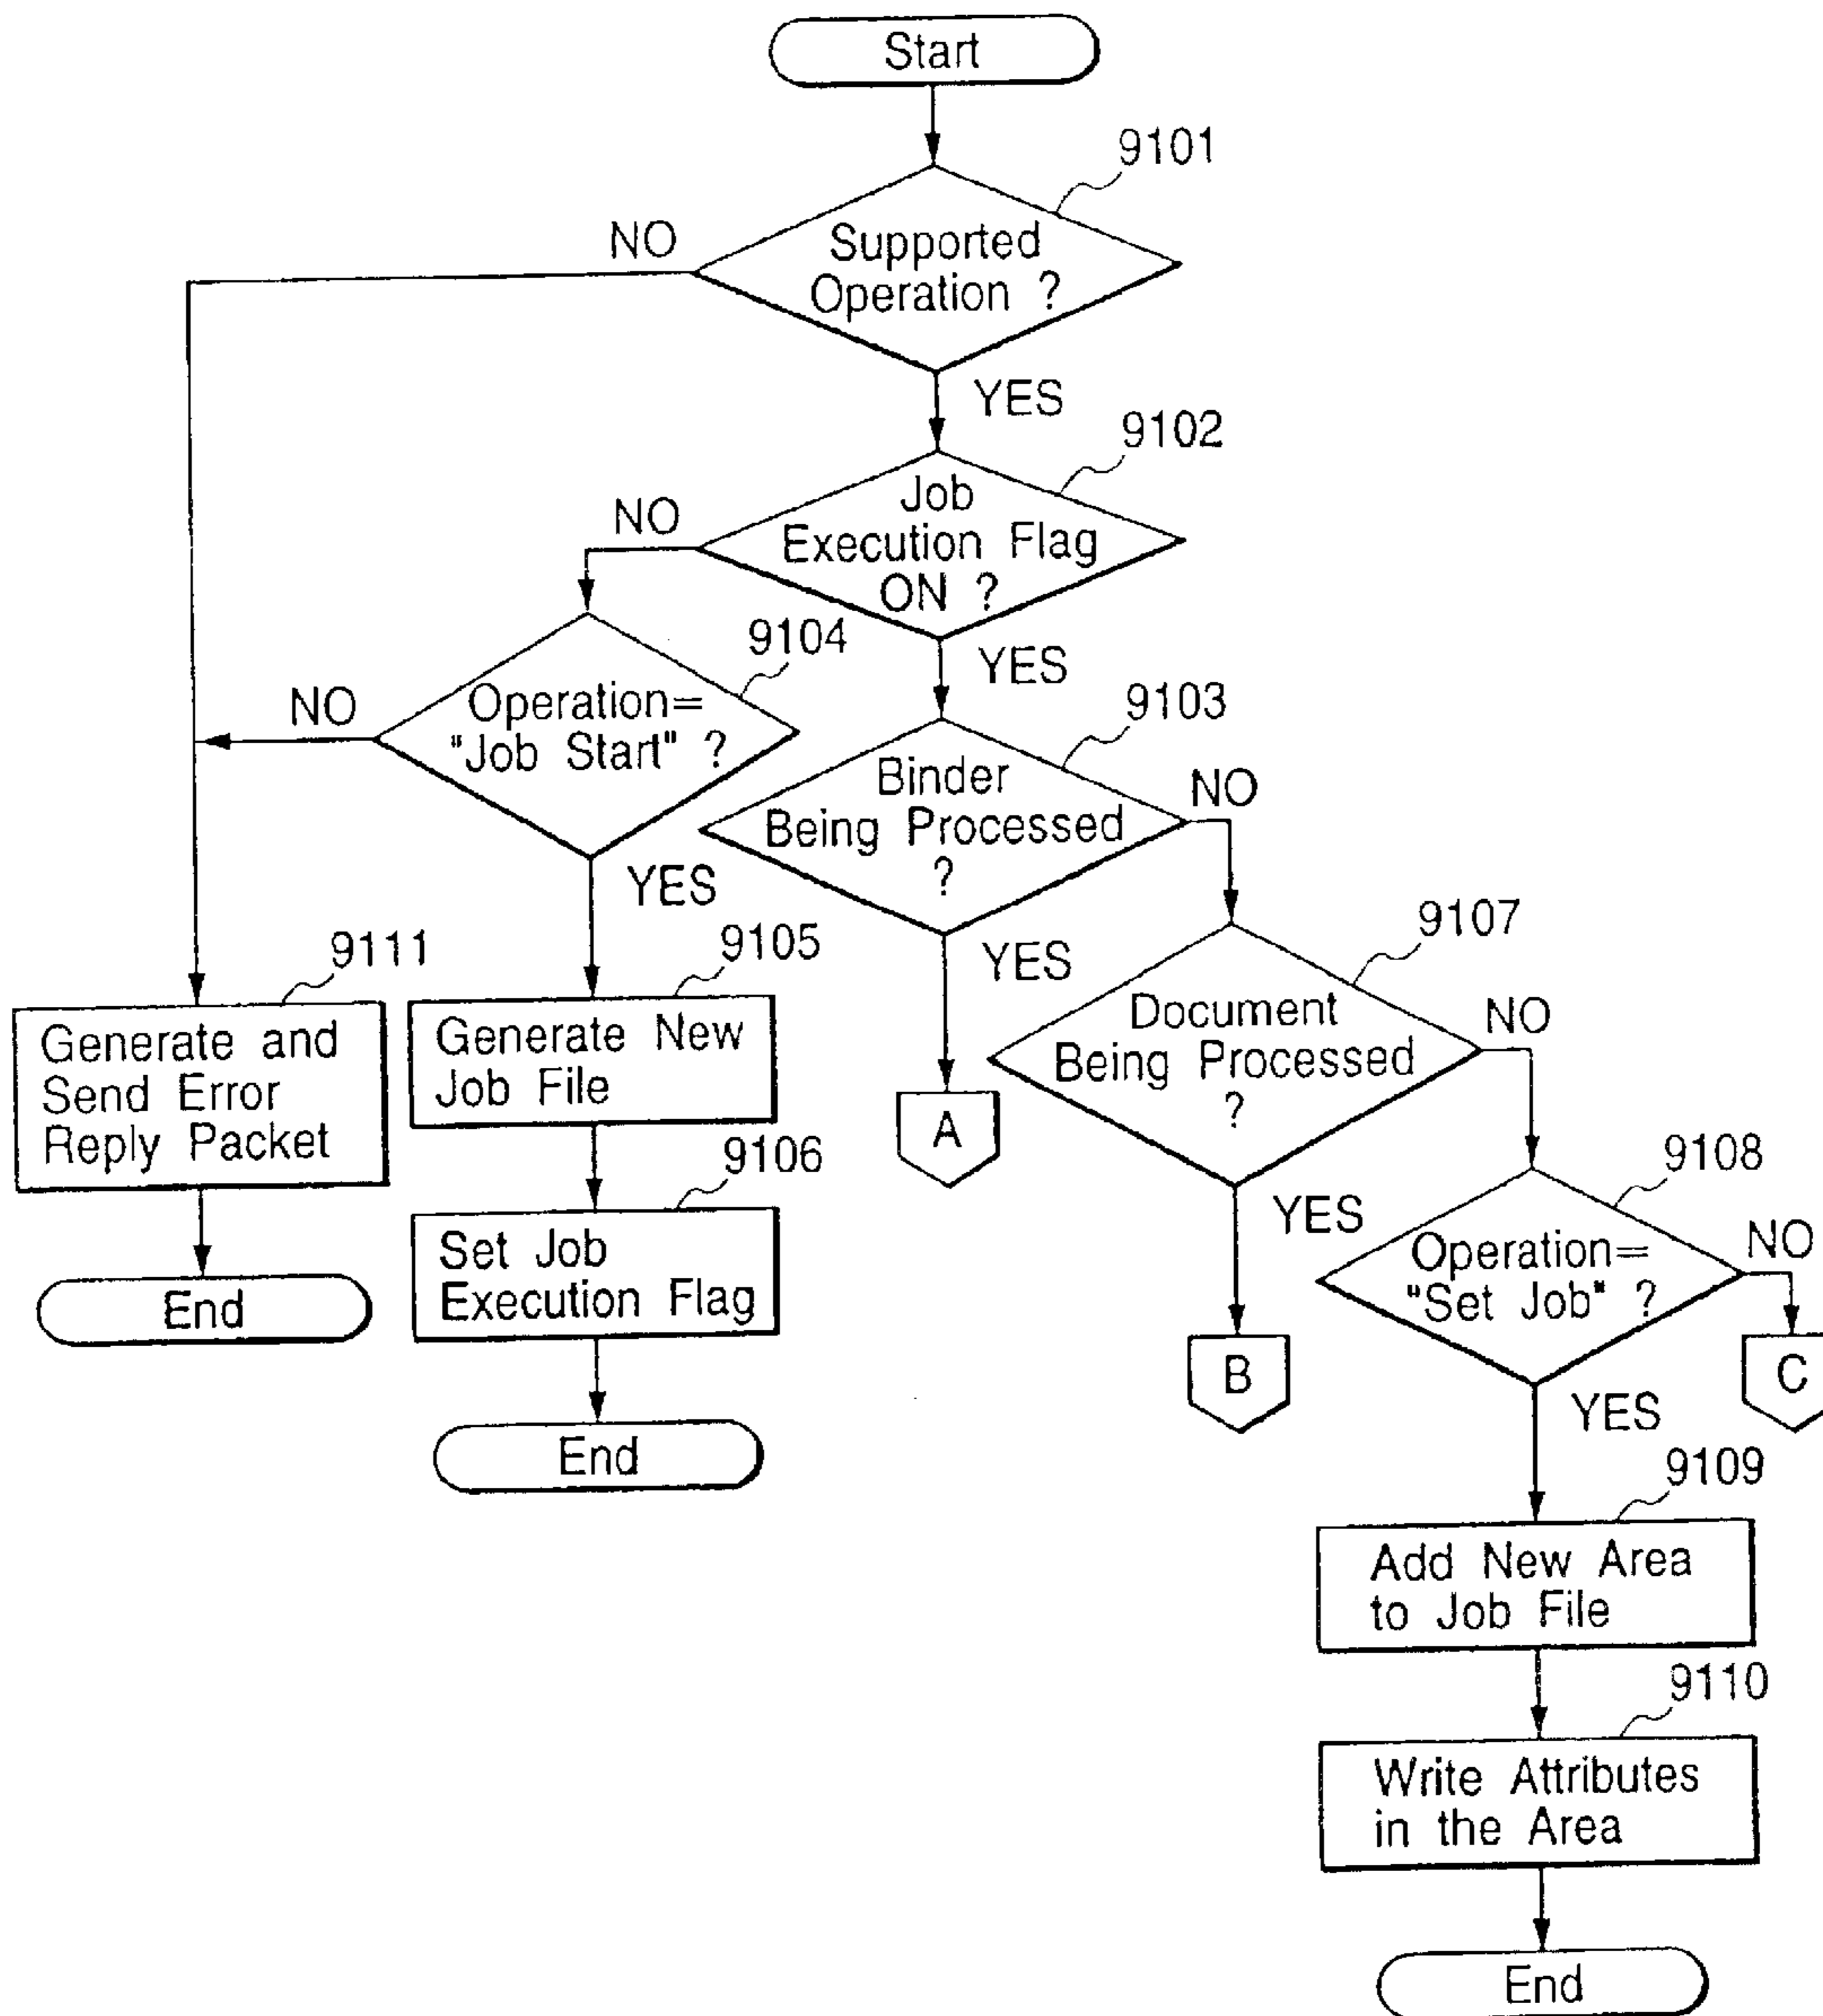 Start
9101
NO
Supported
Operation ?
YES
9102
NO
Job
Execution Flag
ON ?
9104
YES
NO
Operation=
"Job Start" ?
9103
Binder
Being Processed
?
NO
YES
9107
9111
9105
YES
Document
Being Processed
?
NO
Generate and
Send Error
Reply Packet
Generate New
Job File
A
9106
9108
YES
Set Job
Execution Flag
Operation=
"Set Job" ?
NO
End
B
C
YES
End
9109
Add New Area
to Job File
9110
Write Attributes
in the Area
End